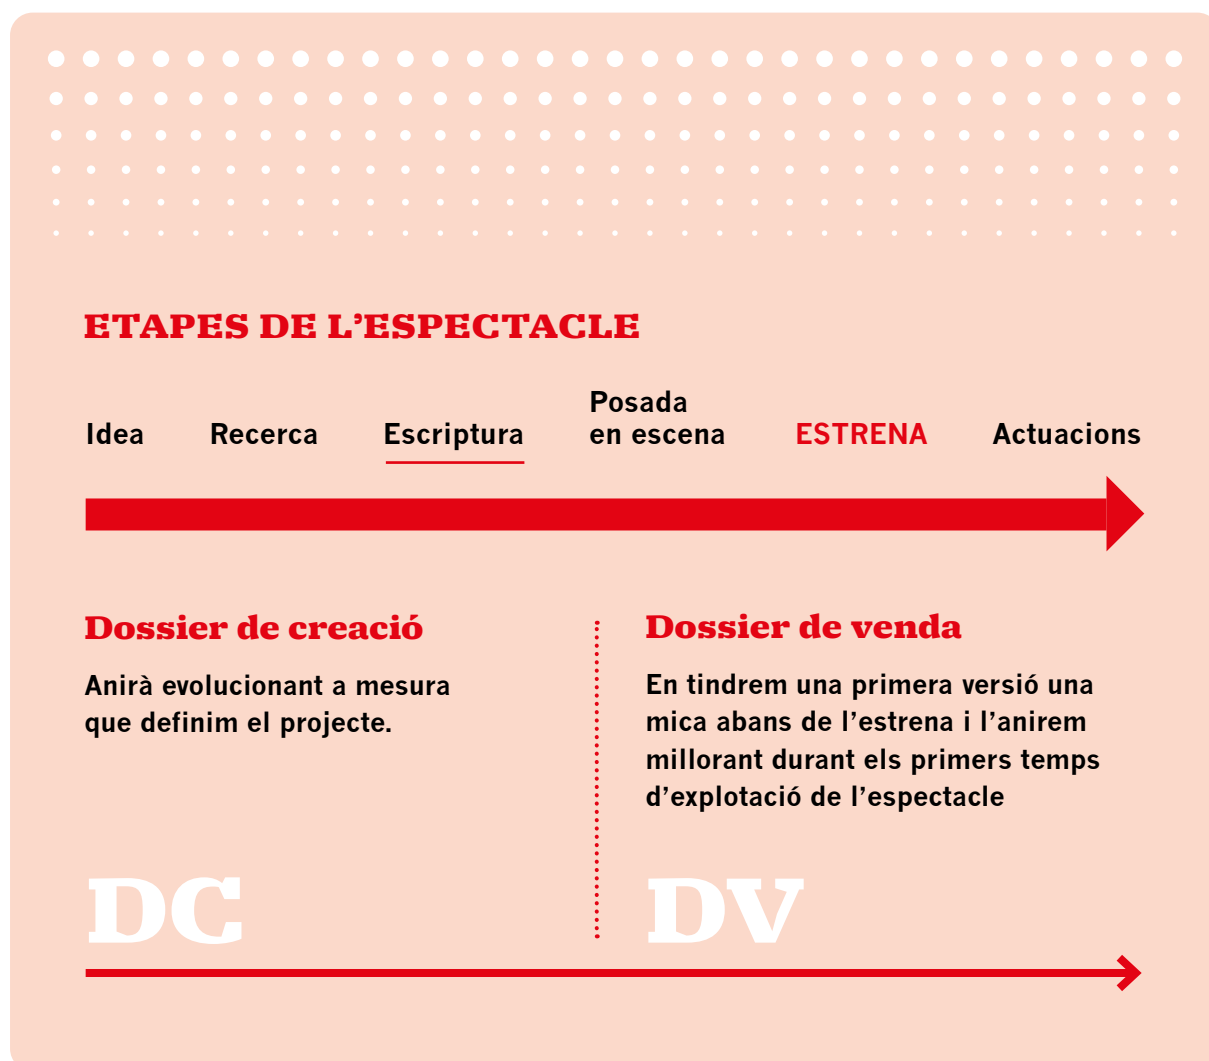 ETAPES DE L’ESPECTACLE
Idea
Recerca
Escriptura
Posada
en escena
ESTRENA
Actuacions
Dossier de creació
Anirà evolucionant a mesura
que definim el projecte.
DC
Dossier de venda
En tindrem una primera versió una
mica abans de l’estrena i l’anirem
millorant durant els primers temps
d’explotació de l’espectacle
DV